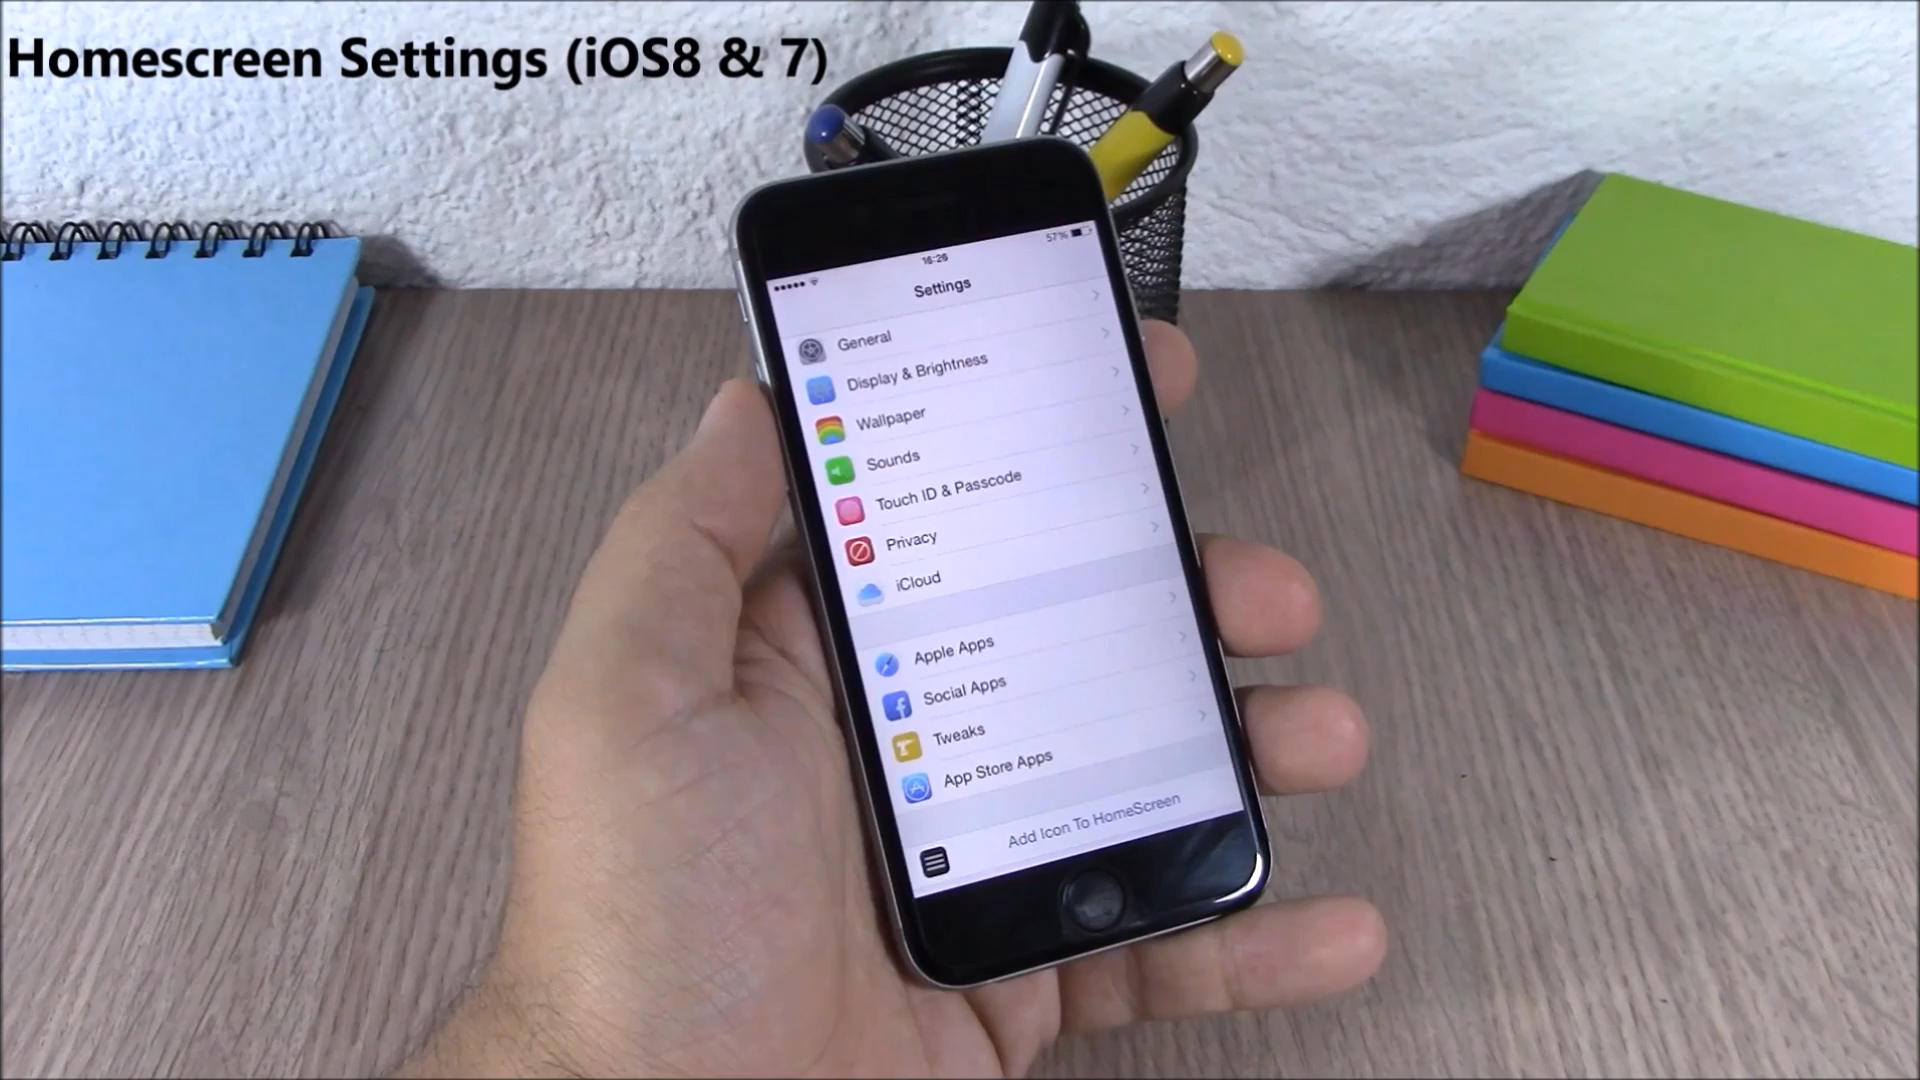 Homescreen Settings (iOS8 & 7)
57%
16:26
Settings
General
Display & Brightness
Wallpaper
Sounds
Touch ID & Passcode
Privacy
iCloud
Apple Apps
Social Apps
Tweaks
App Store Apps
Add Icon To HomeScreen